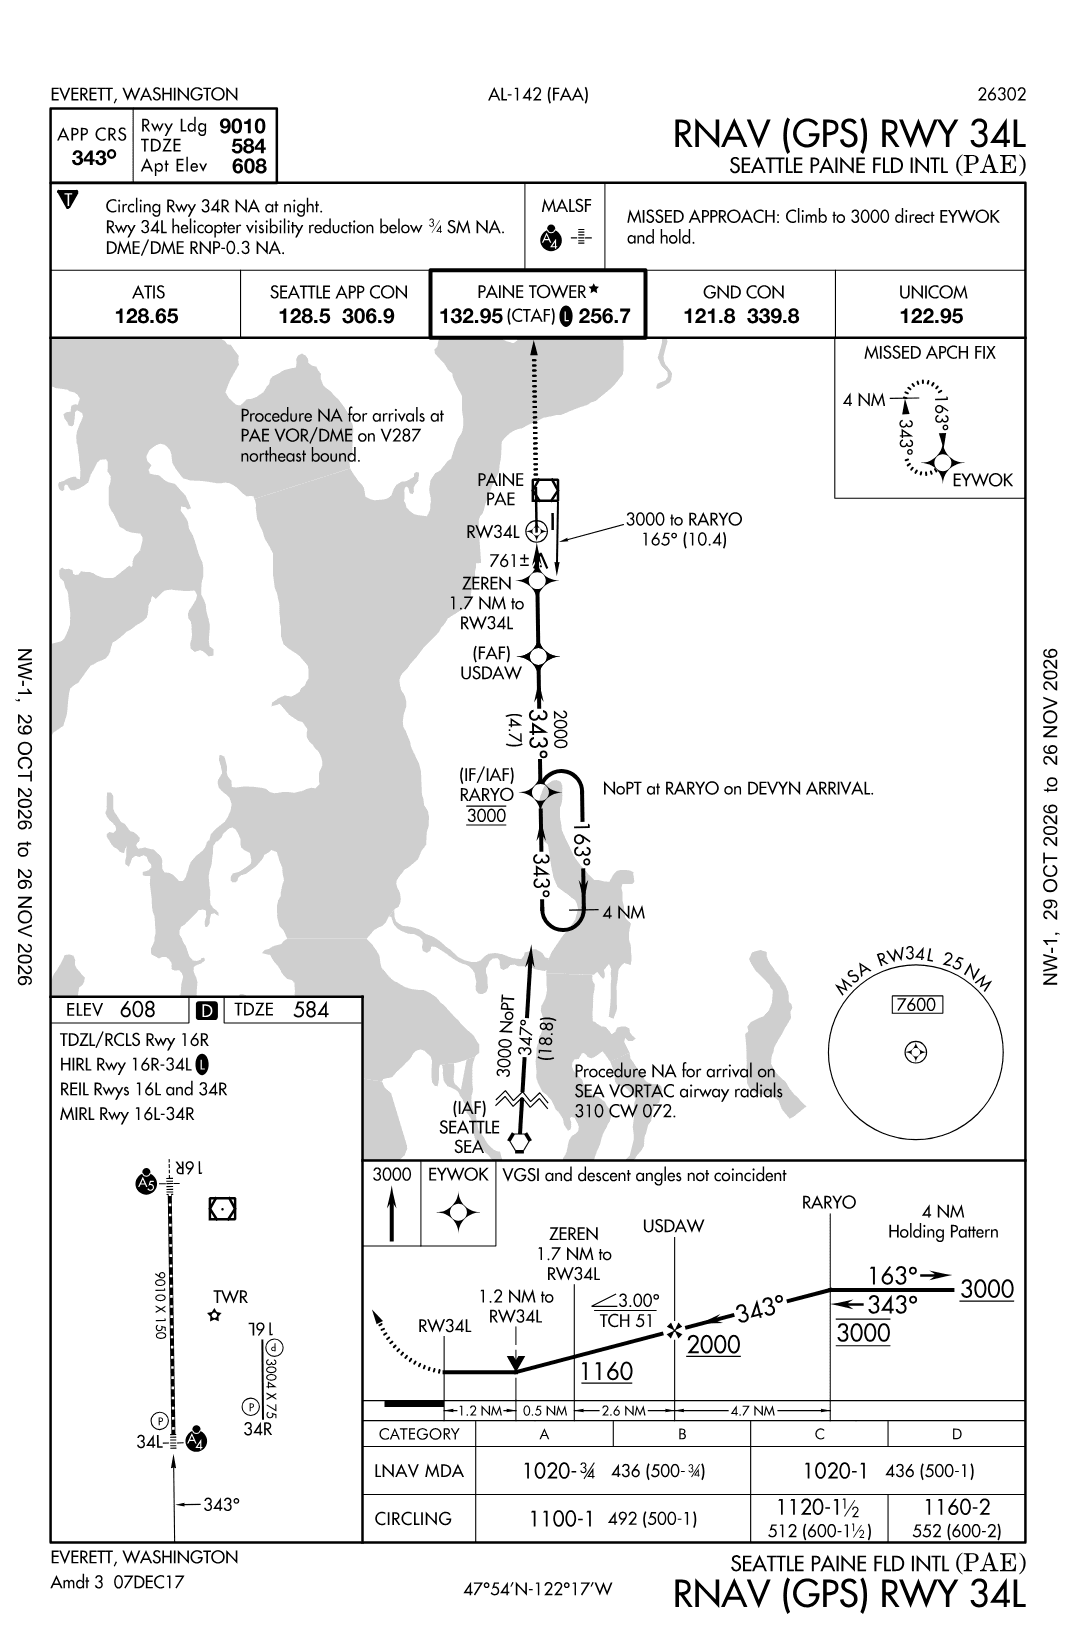 EVERETT, WASHINGTON
AL-142 (FAA)
26302
APP CRS
343°
Rwy Ldg 9010
TDZE 584
Apt Elev 608
RNAV (GPS) RWY 34L
SEATTLE PAINE FLD INTL (PAE)
T
Circling Rwy 34R NA at night.
Rwy 34L helicopter visibility reduction below ¾ SM NA.
DME/DME RNP-0.3 NA.
MALSF
A4
MISSED APPROACH: Climb to 3000 direct EYWOK
and hold.
ATIS
128.65
SEATTLE APP CON
128.5 306.9
PAINE TOWER★
132.95 (CTAF) L 256.7
GND CON
121.8 339.8
UNICOM
122.95
MISSED APCH FIX
4 NM
343°
163°
EYWOK
Procedure NA for arrivals at
PAE VOR/DME on V287
northeast bound.
PAINE
PAE
RW34L
3000 to RARYO
165° (10.4)
761±
ZEREN
1.7 NM to
RW34L
(FAF)
USDAW
2000
343°
(4.7)
(IF/IAF)
RARYO
3000
NoPT at RARYO on DEVYN ARRIVAL.
163°
343°
4 NM
3000 NoPT
347°
(18.8)
(IAF)
SEATTLE
SEA
Procedure NA for arrival on
SEA VORTAC airway radials
310 CW 072.
MSA RW34L 25 NM
7600
NW-1, 29 OCT 2026 to 26 NOV 2026
NW-1, 29 OCT 2026 to 26 NOV 2026
ELEV 608
D
TDZE 584
TDZL/RCLS Rwy 16R
HIRL Rwy 16R-34L L
REIL Rwys 16L and 34R
MIRL Rwy 16L-34R
A5
16R
9010 X 150
TWR
16L
P
3004 X 75
P
34R
P
34L
A4
343°
3000
EYWOK
VGSI and descent angles not coincident
RARYO
4 NM
Holding Pattern
USDAW
ZEREN
1.7 NM to
RW34L
1.2 NM to
RW34L
RW34L
3.00°
TCH 51
343°
163°
343°
3000
3000
2000
1160
1.2 NM
0.5 NM
2.6 NM
4.7 NM
CATEGORY A B C D
LNAV MDA 1020-¾ 436 (500-¾) 1020-1 436 (500-1)
CIRCLING 1100-1 492 (500-1) 1120-1½ 512 (600-1½) 1160-2 552 (600-2)
EVERETT, WASHINGTON
Amdt 3 07DEC17
47°54'N-122°17'W
SEATTLE PAINE FLD INTL (PAE)
RNAV (GPS) RWY 34L